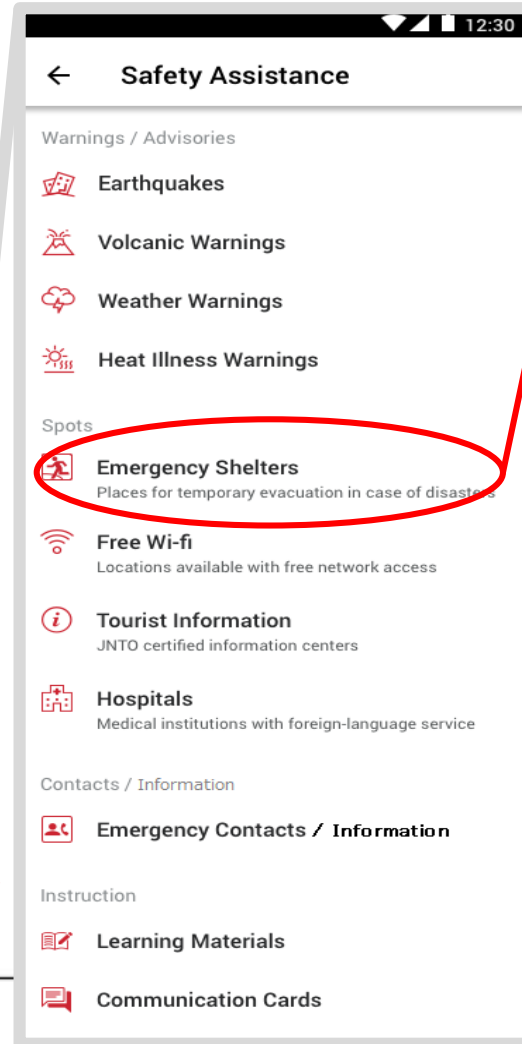 12:30
Safety Assistance
Warnings / Advisories
Earthquakes
Volcanic Warnings
Weather Warnings
Heat Illness Warnings
Spots
Emergency Shelters
Places for temporary evacuation in case of disasters
Free Wi-fi
Locations available with free network access
Tourist Information
JNTO certified information centers
Hospitals
Medical institutions with foreign-language service
Contacts / Information
Emergency Contacts / Information
Instruction
Learning Materials
Communication Cards